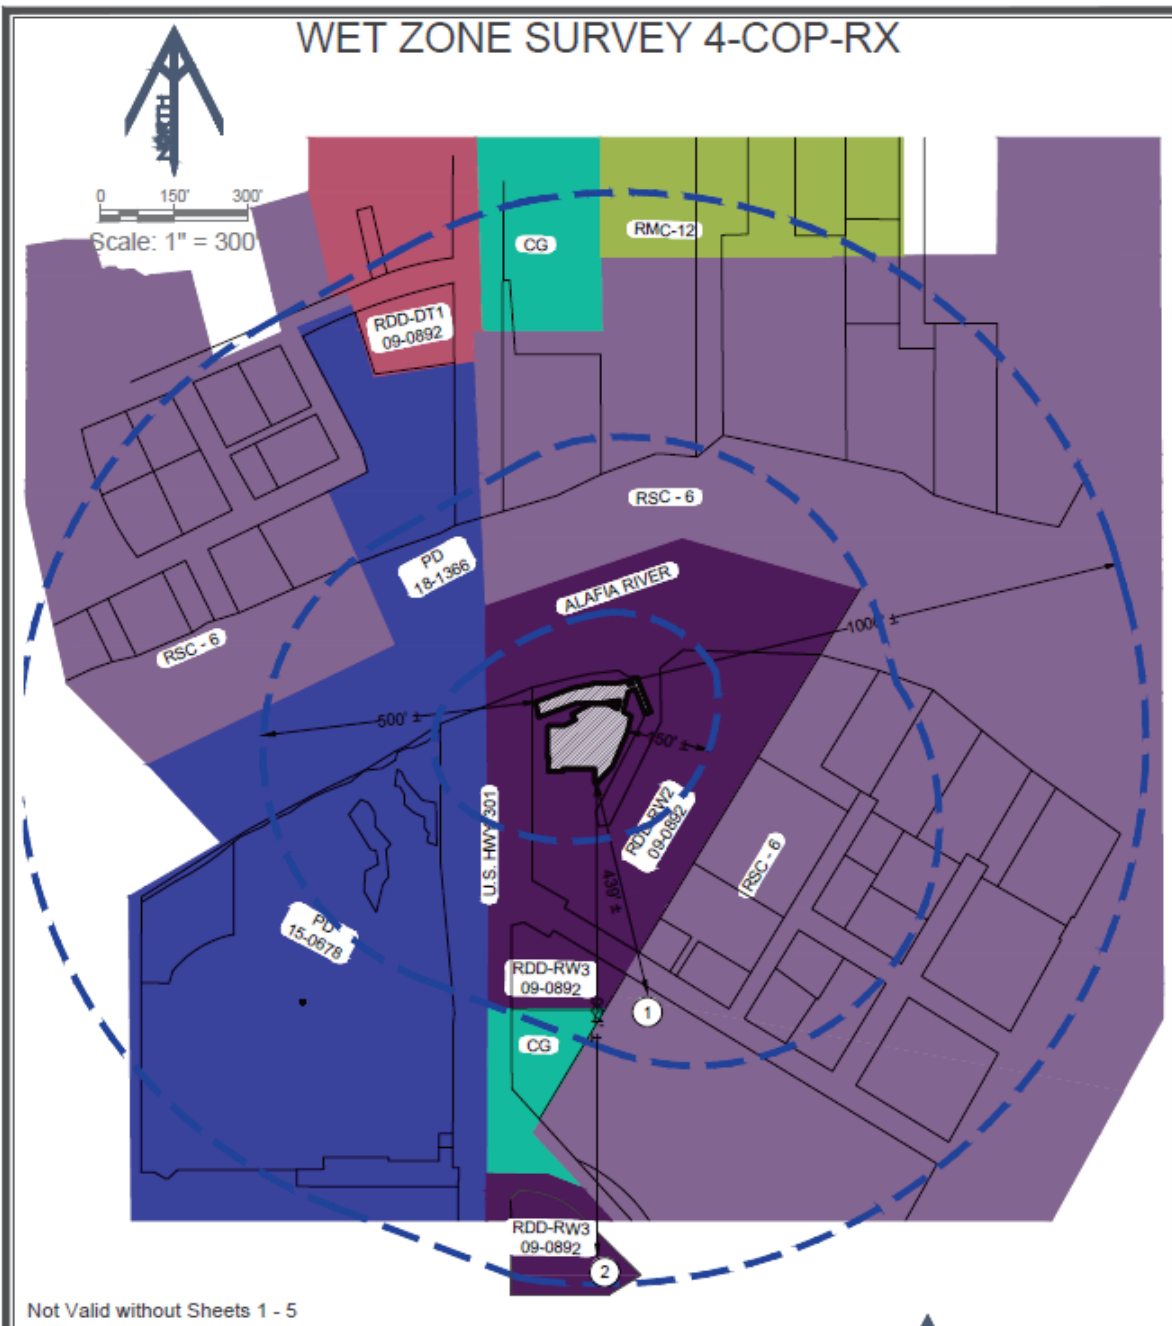 WET ZONE SURVEY 4-COP-RX
NORTH
0 150' 300'
Scale: 1" = 300'
CG
RMC-12
RDD-DT1
09-0892
RSC - 6
PD
18-1366
ALAFIA RIVER
1000' ±
RSC - 6
500' ±
150' ±
U.S. HWY 301
RDD-RW2
09-0892
RSC - 6
439' ±
PD
15-0678
RDD-RW3
09-0892
1
CG
RDD-RW3
09-0892
2
Not Valid without Sheets 1 - 5